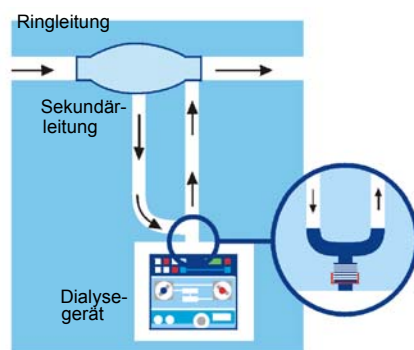 Ringleitung
Sekundär-
leitung
Dialyse-
gerät